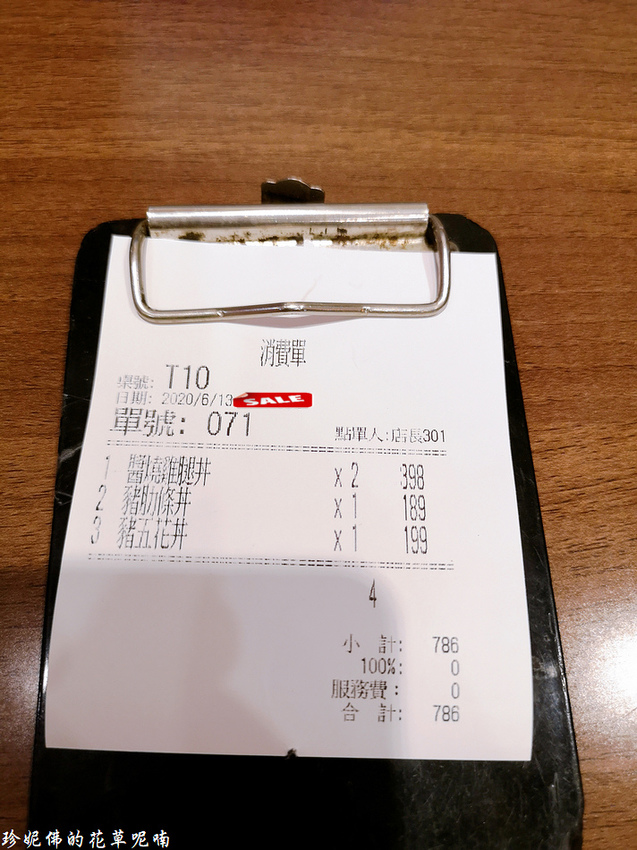 消費單
桌號: T10
日期: 2020/6/13 SALE
單號: 071
點單人:店長301
1 醬燒雞腿丼 x 2 398
2 豬肋條丼 x 1 189
3 豬五花丼 x 1 199
4
小 計: 786
100%: 0
服務費: 0
合 計: 786
珍妮佛的花草呢喃